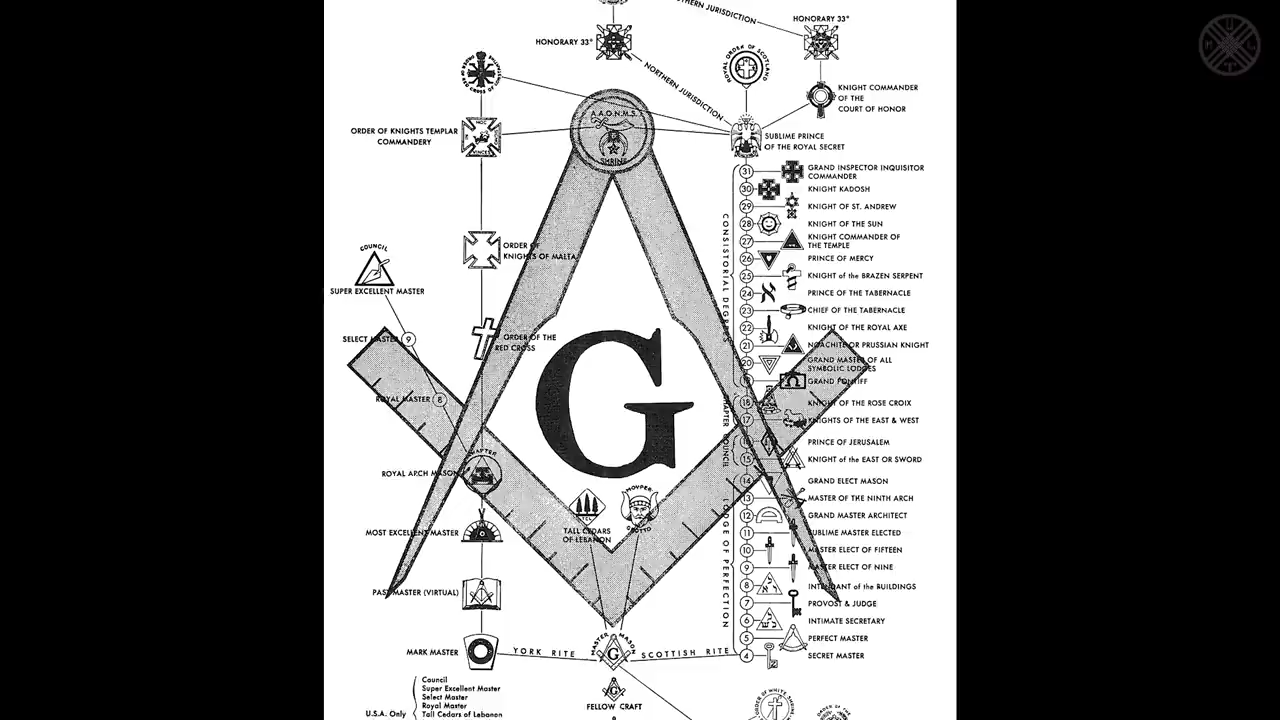 NORTHERN JURISDICTION
HONORARY 33°
HONORARY 33°
NORTHERN JURISDICTION
ROYAL ORDER OF SCOTLAND
KNIGHT COMMANDER
OF THE
COURT OF HONOR
A.A.O.N.M.S.
SHRINE
ORDER OF KNIGHTS TEMPLAR
COMMANDERY
SUBLIME PRINCE
OF THE ROYAL SECRET
31 GRAND INSPECTOR INQUISITOR
COMMANDER
30 KNIGHT KADOSH
29 KNIGHT OF ST. ANDREW
28 KNIGHT OF THE SUN
27 KNIGHT COMMANDER OF
THE TEMPLE
26 PRINCE OF MERCY
25 KNIGHT of the BRAZEN SERPENT
24 PRINCE OF THE TABERNACLE
23 CHIEF OF THE TABERNACLE
22 KNIGHT OF THE ROYAL AXE
21 NOACHITE OR PRUSSIAN KNIGHT
20 GRAND MASTER OF ALL
SYMBOLIC LODGES
GRAND PONTIFF
18 KNIGHT OF THE ROSE CROIX
17 KNIGHTS OF THE EAST & WEST
PRINCE OF JERUSALEM
15 KNIGHT of the EAST OR SWORD
14 GRAND ELECT MASON
13 MASTER OF THE NINTH ARCH
12 GRAND MASTER ARCHITECT
11 SUBLIME MASTER ELECTED
10 MASTER ELECT OF FIFTEEN
9 MASTER ELECT OF NINE
8 INTENDANT of the BUILDINGS
7 PROVOST & JUDGE
6 INTIMATE SECRETARY
5 PERFECT MASTER
4 SECRET MASTER
CONSISTORIAL DEGREES
CHAPTER
COUNCIL
LODGE OF PERFECTION
ORDER OF
KNIGHTS OF MALTA
COUNCIL
SUPER EXCELLENT MASTER
ORDER OF THE
RED CROSS
SELECT MASTER 9
ROYAL MASTER 8
G
CHAPTER
ROYAL ARCH MASON
MOST EXCELLENT MASTER
PAST MASTER (VIRTUAL)
MARK MASTER
TALL CEDARS
OF LEBANON
MOVPER
GROTTO
YORK RITE
MASTER MASON
G
SCOTTISH RITE
G
FELLOW CRAFT
U.S.A. Only
Council
Super Excellent Master
Select Master
Royal Master
Tall Cedars of Lebanon